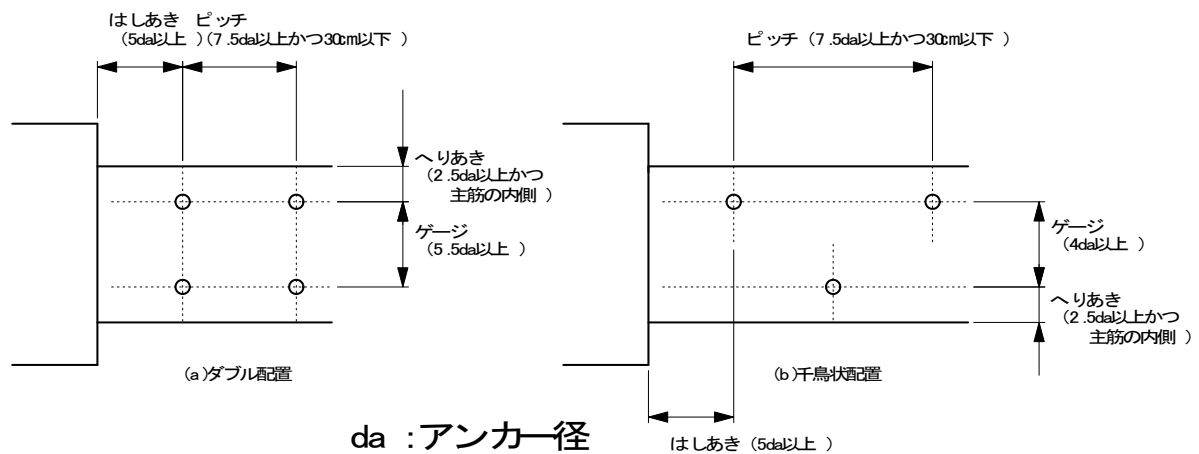 はしあき ピッチ
（5da以上 ）（7.5da以上かつ30cm以下 ）
へりあき
（2.5da以上かつ
主筋の内側 ）
ゲージ
（5.5da以上 ）
(a)ダブル配置
ピッチ（7.5da以上かつ30cm以下 ）
ゲージ
（4da以上 ）
へりあき
（2.5da以上かつ
主筋の内側 ）
(b)千鳥状配置
はしあき（5da以上 ）
da ：アンカー径